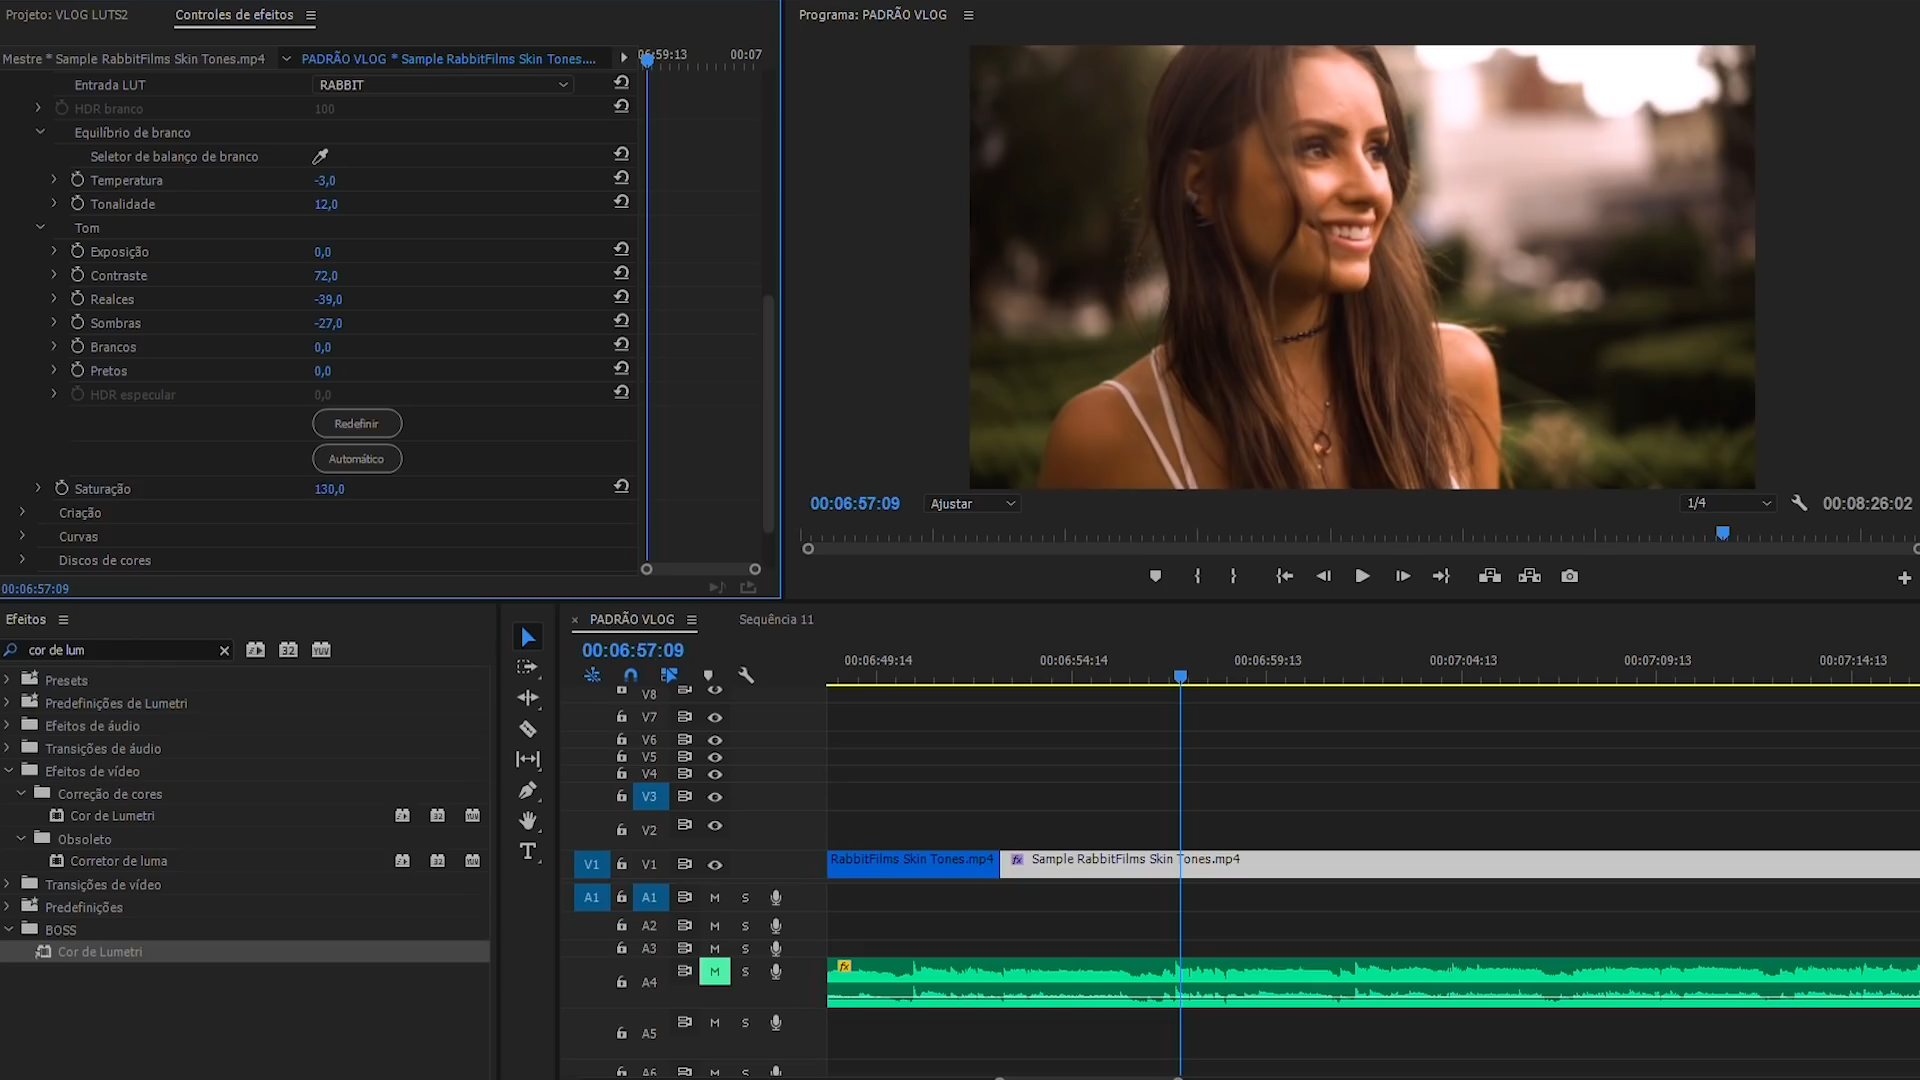 Projeto: VLOG LUTS2
Controles de efeitos
Mestre * Sample RabbitFilms Skin Tones.mp4
PADRÃO VLOG * Sample RabbitFilms Skin Tones....
06:59:13
00:07
Entrada LUT
RABBIT
HDR branco
100
Equilíbrio de branco
Seletor de balanço de branco
Temperatura
-3,0
Tonalidade
12,0
Tom
Exposição
0,0
Contraste
72,0
Realces
-39,0
Sombras
-27,0
Brancos
0,0
Pretos
0,0
HDR especular
0,0
Redefinir
Automático
Saturação
130,0
Criação
Curvas
Discos de cores
00:06:57:09
Programa: PADRÃO VLOG
00:06:57:09
Ajustar
1/4
00:08:26:02
Efeitos
cor de lum
32
YUV
Presets
Predefinições de Lumetri
Efeitos de áudio
Transições de áudio
Efeitos de vídeo
Correção de cores
Cor de Lumetri
32
YUV
Obsoleto
Corretor de luma
32
YUV
Transições de vídeo
Predefinições
BOSS
Cor de Lumetri
T
× PADRÃO VLOG
Sequência 11
00:06:57:09
00:06:49:14
00:06:54:14
00:06:59:13
00:07:04:13
00:07:09:13
00:07:14:13
V8
V7
V6
V5
V4
V3
V2
V1
V1
RabbitFilms Skin Tones.mp4
fx
Sample RabbitFilms Skin Tones.mp4
A1
A1
M
S
A2
M
S
A3
M
S
A4
M
S
fx
A5
M
S
A6
M
S